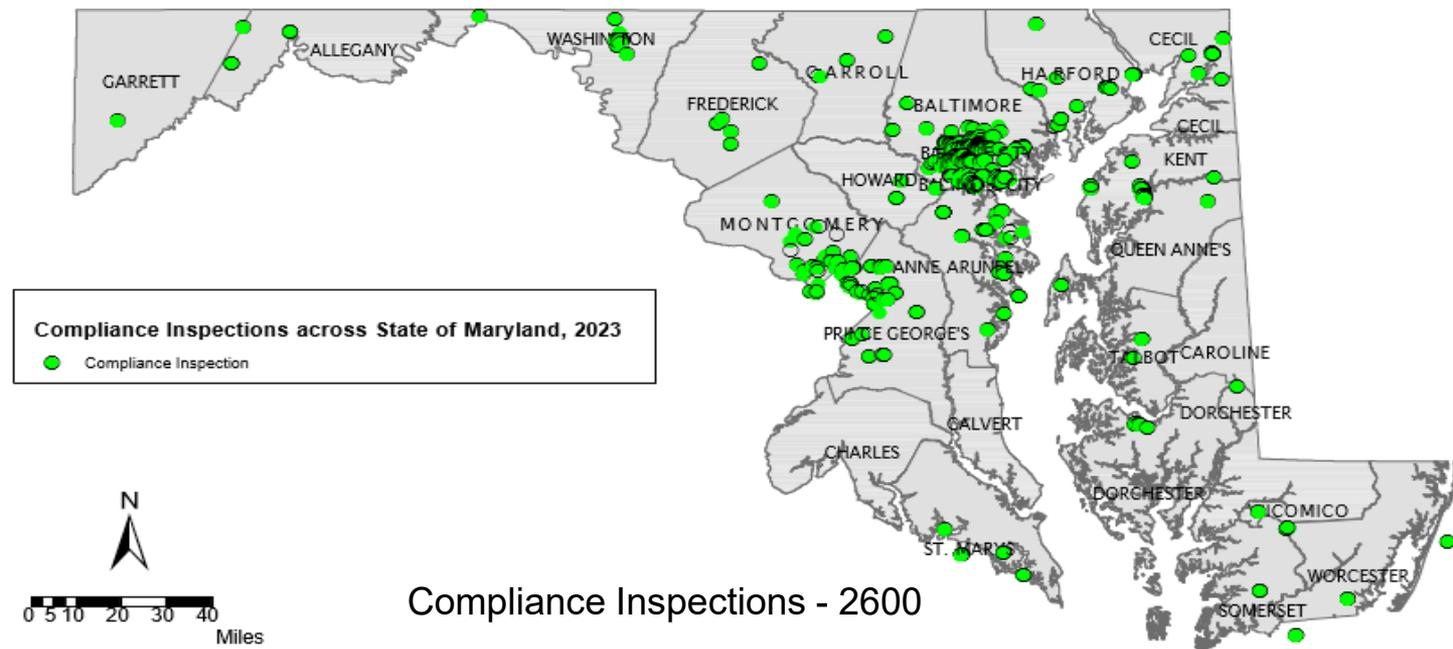 CECIL
WASHINGTON
ALLEGANY
GARRETT
CARROLL
HARFORD
FREDERICK
BALTIMORE
CECIL
BALTIMORE CITY
KENT
HOWARD
BALTIMORE CITY
MONTGOMERY
QUEEN ANNE'S
ANNE ARUNDEL
Compliance Inspections across State of Maryland, 2023
PRINCE GEORGE'S
Compliance Inspection
TALBOT
CAROLINE
DORCHESTER
CALVERT
CHARLES
DORCHESTER
N
WICOMICO
ST. MARYS
WORCESTER
Compliance Inspections - 2600
SOMERSET
0 5 10 20 30 40
Miles